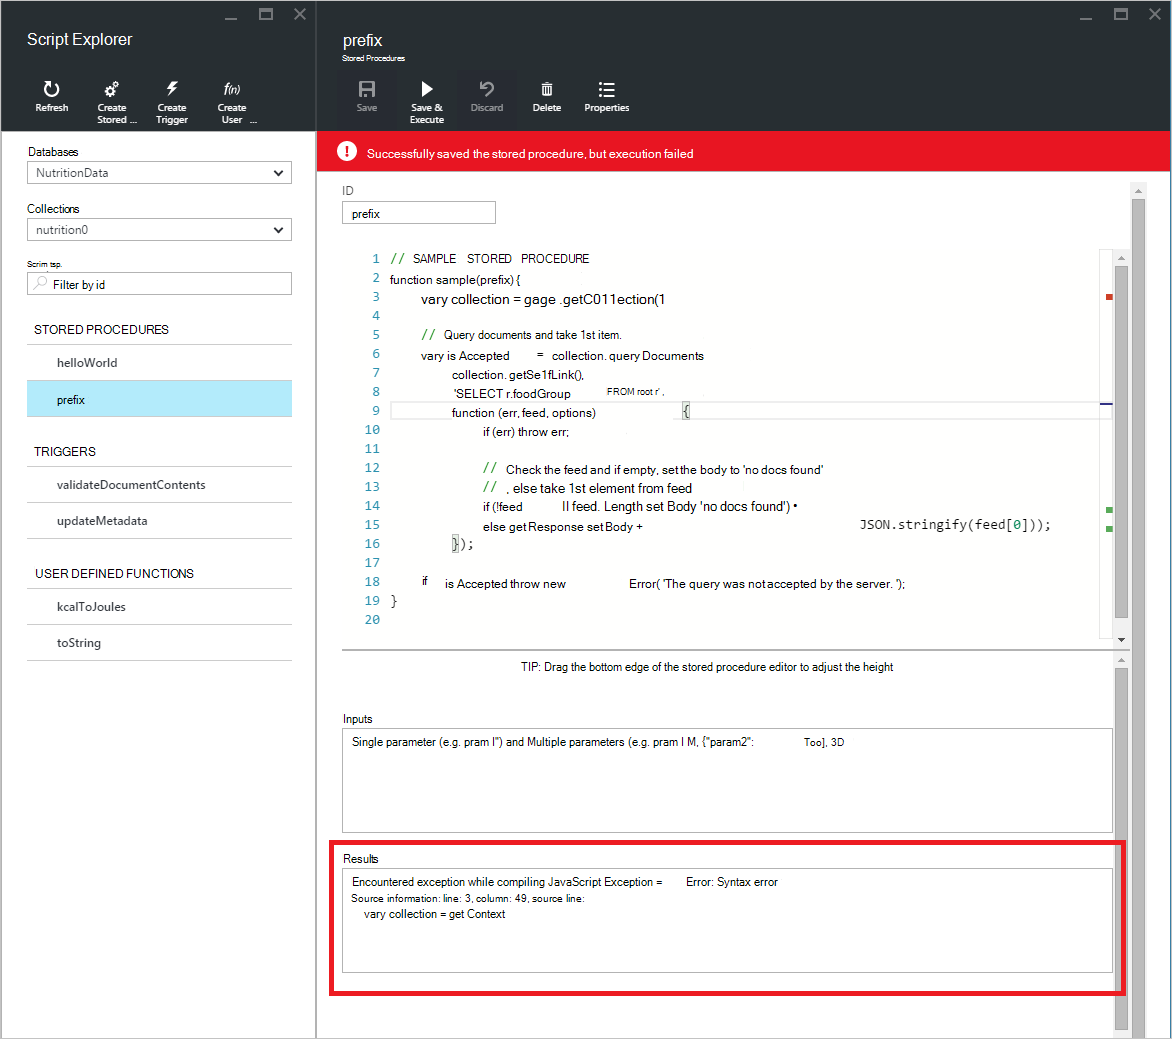 Script Explorer
Refresh
Create Stored ...
Create Trigger
Create User ...
f(n)
Databases
NutritionData
Collections
nutrition0
Scrim tsp.
Filter by id
STORED PROCEDURES
helloWorld
prefix
TRIGGERS
validateDocumentContents
updateMetadata
USER DEFINED FUNCTIONS
kcalToJoules
toString
prefix
Stored Procedures
Save
Save & Execute
Discard
Delete
Properties
! Successfully saved the stored procedure, but execution failed
ID
prefix
1 // SAMPLE STORED PROCEDURE
2 function sample(prefix) {
3 vary collection = gage .getC011ection(1
4
5 // Query documents and take 1st item.
6 vary is Accepted = collection. query Documents
7 collection. getSe1fLink(),
8 'SELECT r.foodGroup FROM root r' ,
9 function (err, feed, options) {
10 if (err) throw err;
11
12 // Check the feed and if empty, set the body to 'no docs found'
13 // , else take 1st element from feed
14 if (!feed II feed. Length set Body 'no docs found') •
15 else get Response set Body + JSON.stringify(feed[0]));
16 });
17
18 if is Accepted throw new Error( 'The query was not accepted by the server. ');
19 }
20
TIP: Drag the bottom edge of the stored procedure editor to adjust the height
Inputs
Single parameter (e.g. pram I") and Multiple parameters (e.g. pram I M, {"param2": Too], 3D
Results
Encountered exception while compiling JavaScript Exception = Error: Syntax error
Source information: line: 3, column: 49, source line:
vary collection = get Context